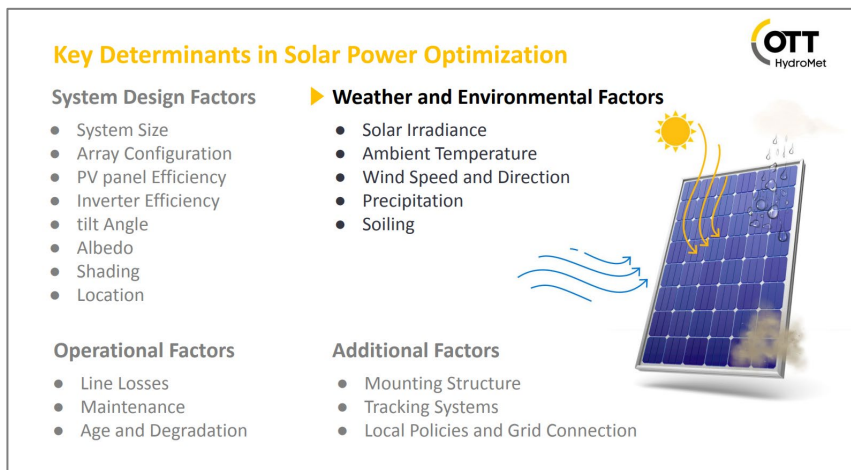 Key Determinants in Solar Power Optimization
OTT
HydroMet
System Design Factors
● System Size
● Array Configuration
● PV panel Efficiency
● Inverter Efficiency
● tilt Angle
● Albedo
● Shading
● Location
Weather and Environmental Factors
● Solar Irradiance
● Ambient Temperature
● Wind Speed and Direction
● Precipitation
● Soiling
Operational Factors
● Line Losses
● Maintenance
● Age and Degradation
Additional Factors
● Mounting Structure
● Tracking Systems
● Local Policies and Grid Connection